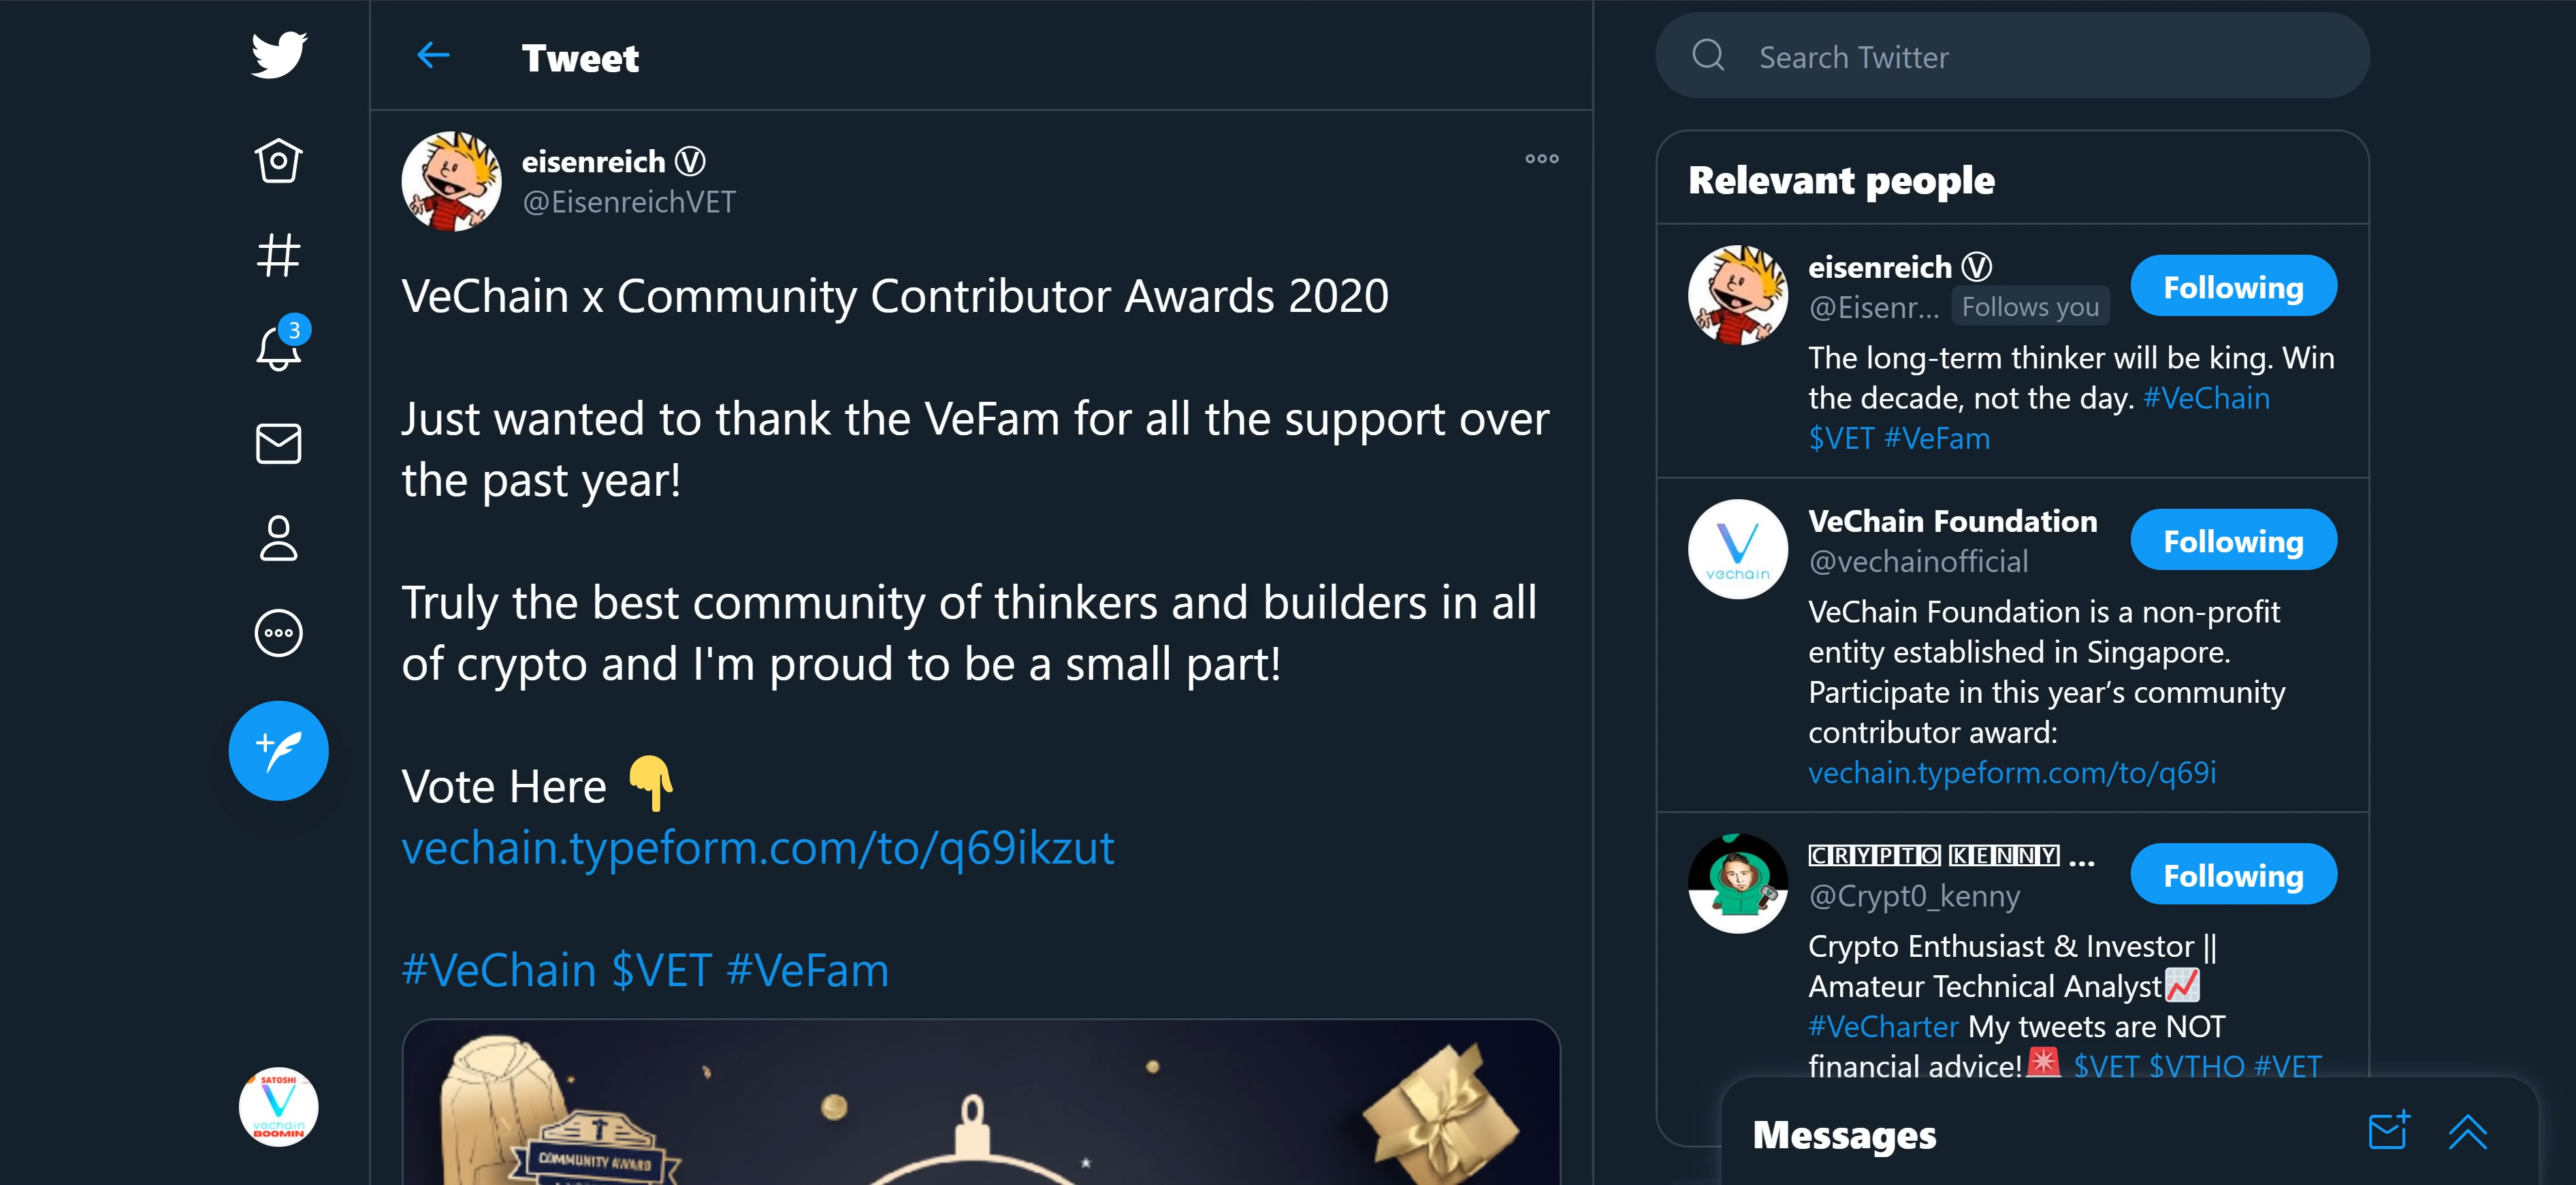 Tweet
eisenreich Ⓥ
@EisenreichVET
VeChain x Community Contributor Awards 2020
Just wanted to thank the VeFam for all the support over
the past year!
Truly the best community of thinkers and builders in all
of crypto and I'm proud to be a small part!
Vote Here 👇
vechain.typeform.com/to/q69ikzut
#VeChain $VET #VeFam
COMMUNITY AWARD
3
SATOSHI
vechain
BOOMIN
Search Twitter
Relevant people
eisenreich Ⓥ
@Eisenr... Follows you
Following
The long-term thinker will be king. Win
the decade, not the day. #VeChain
$VET #VeFam
vechain
VeChain Foundation
@vechainofficial
Following
VeChain Foundation is a non-profit
entity established in Singapore.
Participate in this year’s community
contributor award:
vechain.typeform.com/to/q69i
🄲🅁🅈🄿🅃🄾 🄺🄴🄽🄽🅈 ...
@Crypt0_kenny
Following
Crypto Enthusiast & Investor ||
Amateur Technical Analyst📈
#VeCharter My tweets are NOT
financial advice!🚨 $VET $VTHO #VET
Messages